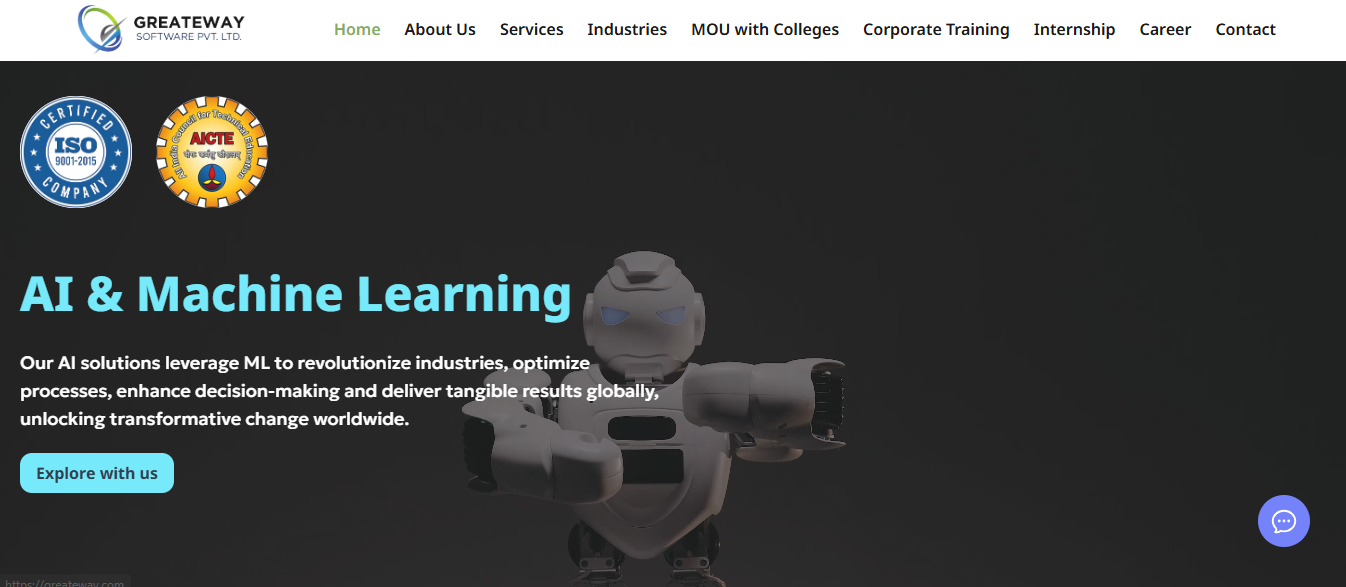 GREATEWAY
SOFTWARE PVT. LTD.
Home About Us Services Industries MOU with Colleges Corporate Training Internship Career Contact
CERTIFIED
ISO
9001-2015
COMPANY
All India Council for Technical Education
AICTE
योगः कर्मसु कौशलम्
AI & Machine Learning
Our AI solutions leverage ML to revolutionize industries, optimize
processes, enhance decision-making and deliver tangible results globally,
unlocking transformative change worldwide.
Explore with us
https://greateway.com